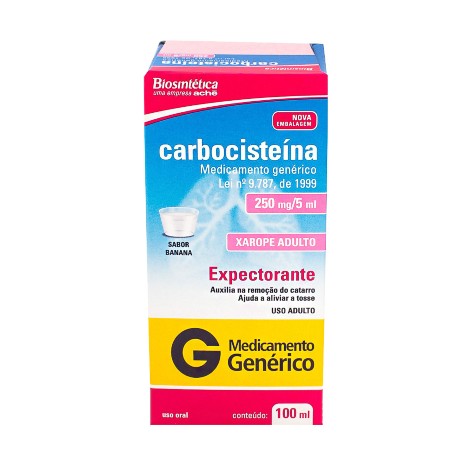 carbocisteína
Biosintética
Biosintética
uma empresa aché
NOVA
EMBALAGEM
carbocisteína
Medicamento genérico
Lei nº 9.787, de 1999
250 mg/5 ml
XAROPE ADULTO
SABOR
BANANA
Expectorante
Auxilia na remoção do catarro
Ajuda a aliviar a tosse
USO ADULTO
G Medicamento
Genérico
uso oral
conteúdo: 100 ml